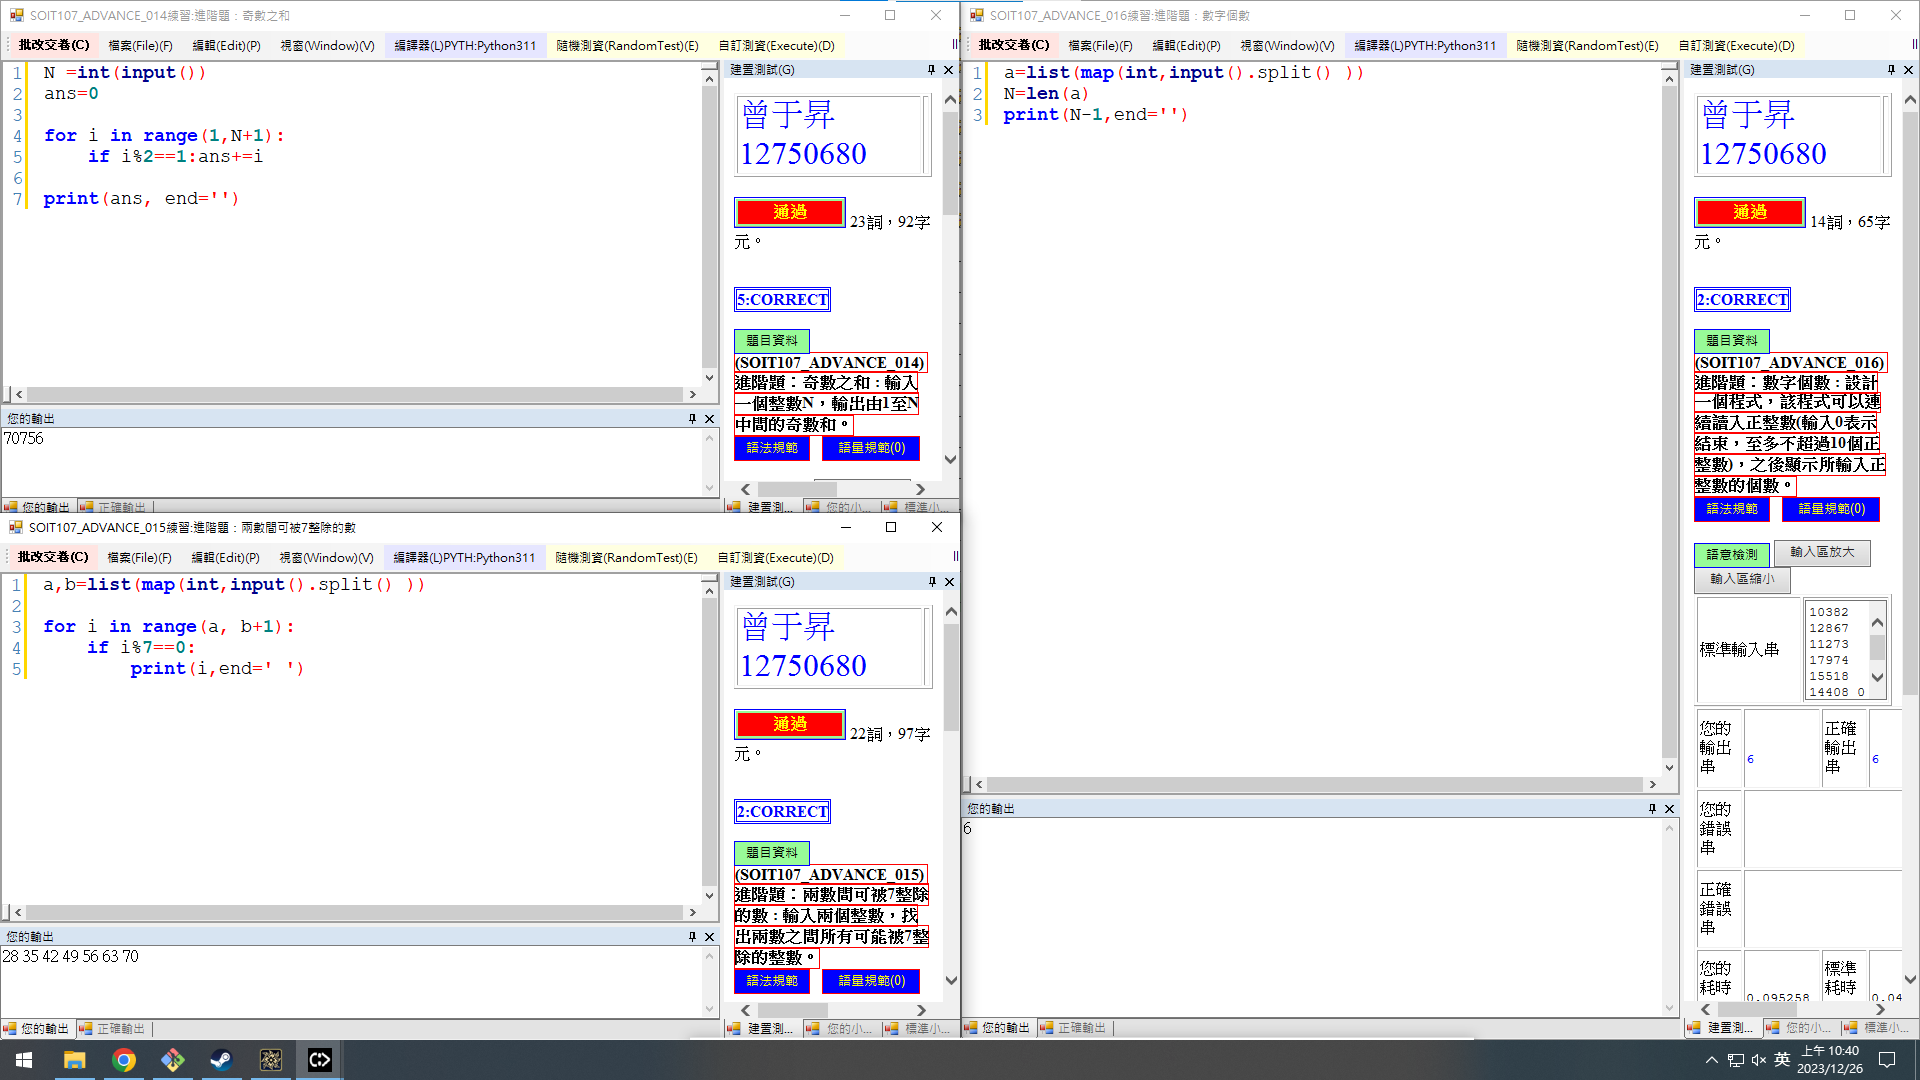 SOIT107_ADVANCE_014練習:進階題：奇數之和
批改交卷(C) 檔案(File)(F) 編輯(Edit)(P) 視窗(Window)(V) 編譯器(L)PYTH:Python311 隨機測資(RandomTest)(E) 自訂測資(Execute)(D)
1 N =int(input())
2 ans=0
3
4 for i in range(1,N+1):
5 if i%2==1:ans+=i
6
7 print(ans, end='')
您的輸出
70756
您的輸出 正確輸出
建置測試(G)
曾于昇
12750680
通過 23詞，92字
元。
5:CORRECT
題目資料
(SOIT107_ADVANCE_014)
進階題：奇數之和：輸入
一個整數N，輸出由1至N
中間的奇數和。
語法規範 語量規範(0)
建置測... 您的小... 標準小...
SOIT107_ADVANCE_015練習:進階題：兩數間可被7整除的數
批改交卷(C) 檔案(File)(F) 編輯(Edit)(P) 視窗(Window)(V) 編譯器(L)PYTH:Python311 隨機測資(RandomTest)(E) 自訂測資(Execute)(D)
1 a,b=list(map(int,input().split() ))
2
3 for i in range(a, b+1):
4 if i%7==0:
5 print(i,end=' ')
您的輸出
28 35 42 49 56 63 70
您的輸出 正確輸出
建置測試(G)
曾于昇
12750680
通過 22詞，97字
元。
2:CORRECT
題目資料
(SOIT107_ADVANCE_015)
進階題：兩數間可被7整除
的數：輸入兩個整數，找
出兩數之間所有可能被7整
除的整數。
語法規範 語量規範(0)
建置測... 您的小... 標準小...
SOIT107_ADVANCE_016練習:進階題：數字個數
批改交卷(C) 檔案(File)(F) 編輯(Edit)(P) 視窗(Window)(V) 編譯器(L)PYTH:Python311 隨機測資(RandomTest)(E) 自訂測資(Execute)(D)
1 a=list(map(int,input().split() ))
2 N=len(a)
3 print(N-1,end='')
您的輸出
6
您的輸出 正確輸出
建置測試(G)
曾于昇
12750680
通過 14詞，65字
元。
2:CORRECT
題目資料
(SOIT107_ADVANCE_016)
進階題：數字個數：設計
一個程式，該程式可以連
續讀入正整數(輸入0表示
結束，至多不超過10個正
整數)，之後顯示所輸入正
整數的個數。
語法規範 語量規範(0)
語意檢測 輸入區放大
輸入區縮小
標準輸入串
10382
12867
11273
17974
15518
14408 0
您的輸出串 6 正確輸出串 6
您的錯誤串
正確錯誤串
您的耗時 0.095258 標準耗時 0.04
建置測... 您的小... 標準小...
英
上午 10:40
2023/12/26